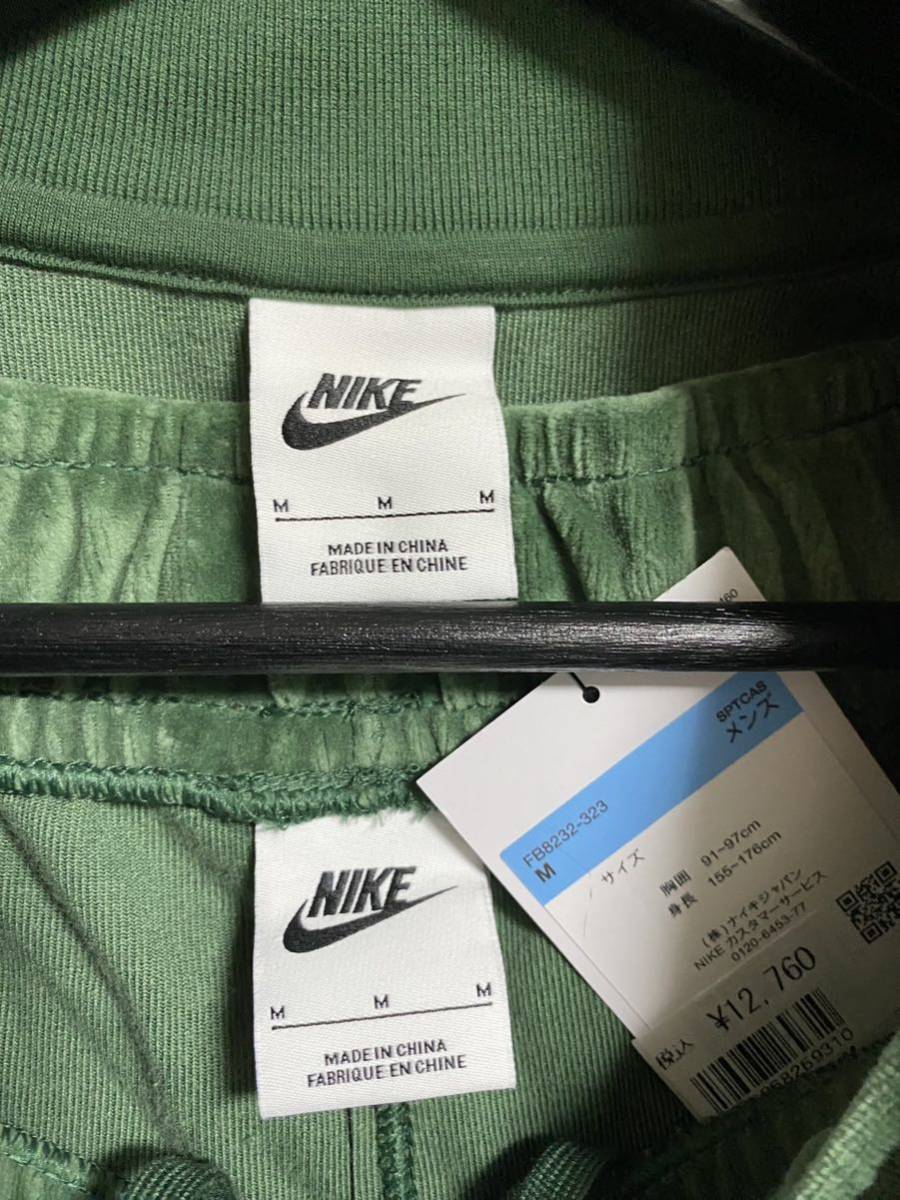 NIKE
M M M
MADE IN CHINA
FABRIQUE EN CHINE
NIKE
M M M
MADE IN CHINA
FABRIQUE EN CHINE
SPTCAS
メンズ
FB8232-323
M
サイズ
胸囲 91~97cm
身長 155~176cm
(株)ナイキジャパン
NIKE カスタマーサービス
0120-6453-77
税込 ¥12,760